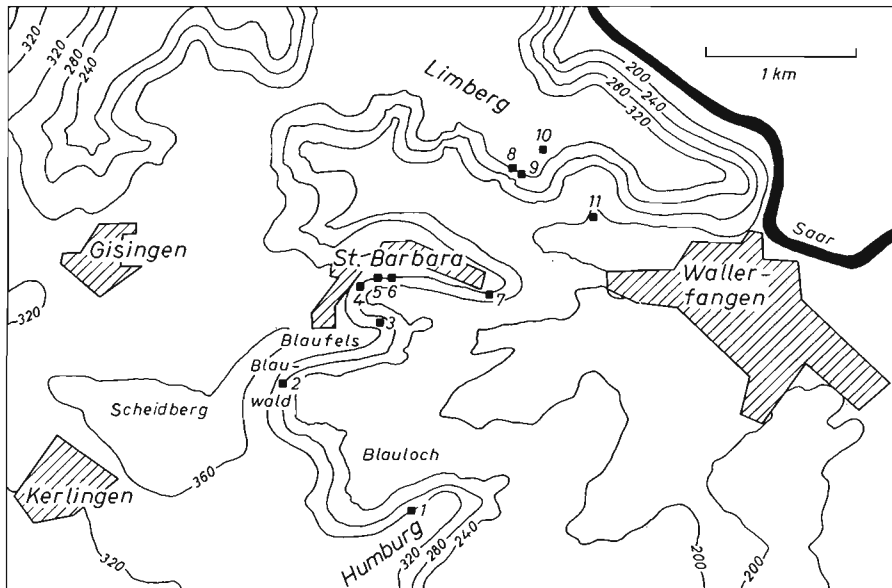 320
320
280
240
Limberg
200
240
280
320
1 km
10
8
9
11
Saar
Gisingen
St. Barbara
Waller-
fangen
5
6
4
7
320
3
Blaufels
Blau-
wald
2
Scheidberg
Blauloch
360
Kerlingen
1
Humburg
320
320
280
240
200
200